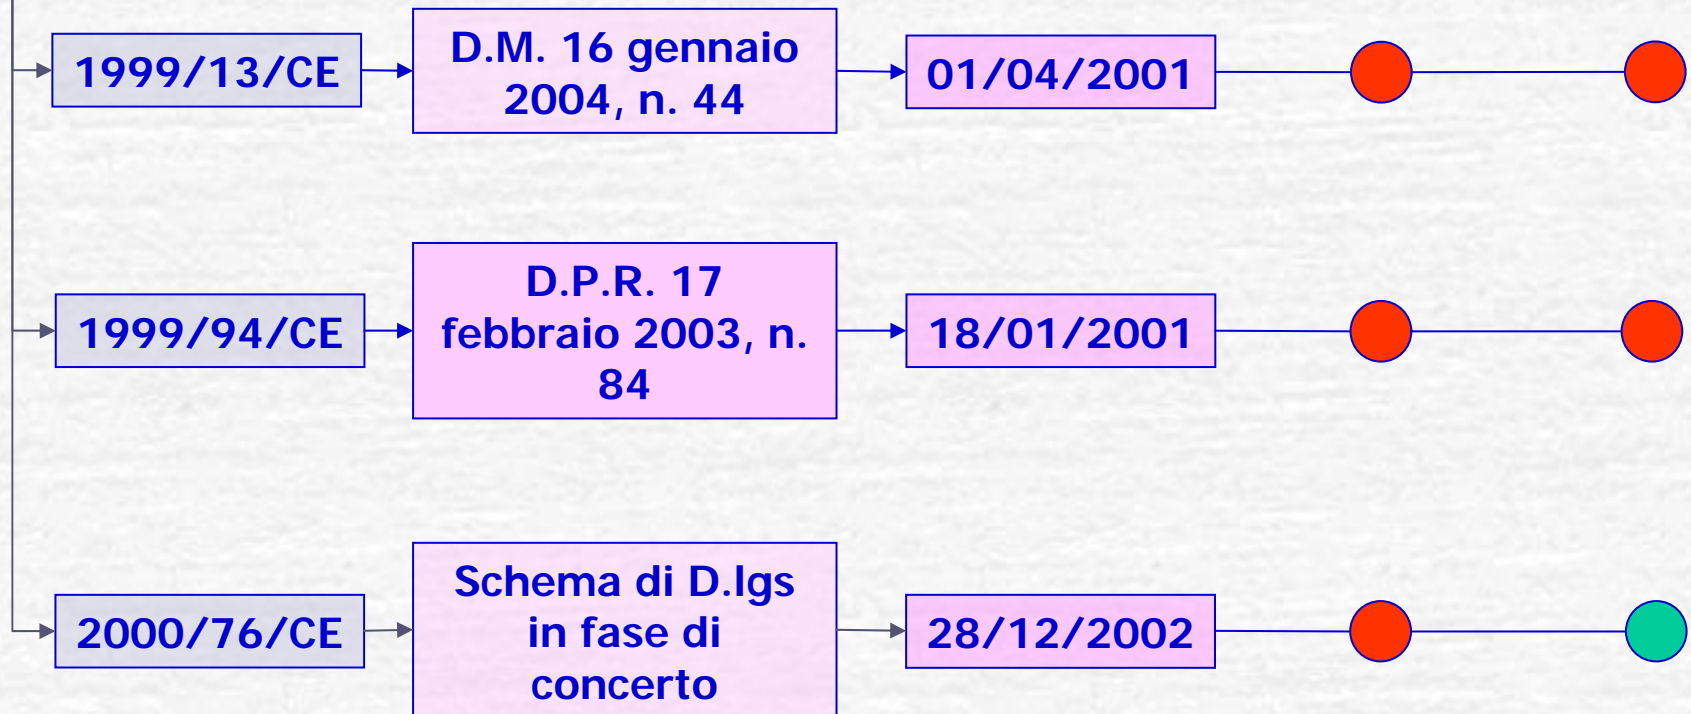 1999/13/CE
D.M. 16 gennaio
2004, n. 44
01/04/2001
1999/94/CE
D.P.R. 17
febbraio 2003, n.
84
18/01/2001
2000/76/CE
Schema di D.lgs
in fase di
concerto
28/12/2002